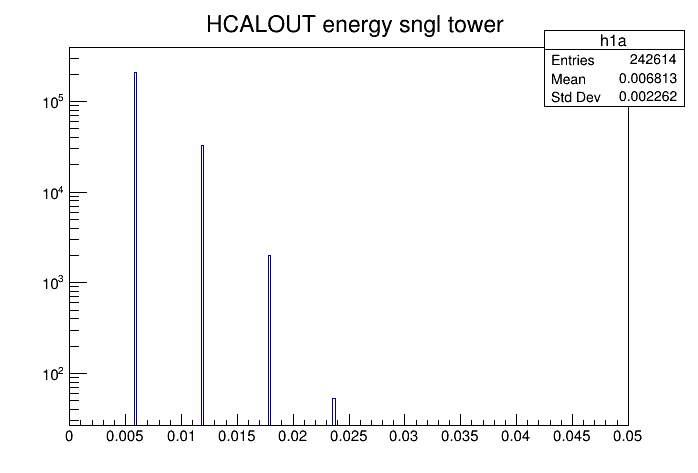 HCALOUT energy sngl tower
h1a
Entries 242614
Mean 0.006813
Std Dev 0.002262
10^5
10^4
10^3
10^2
0 0.005 0.01 0.015 0.02 0.025 0.03 0.035 0.04 0.045 0.05